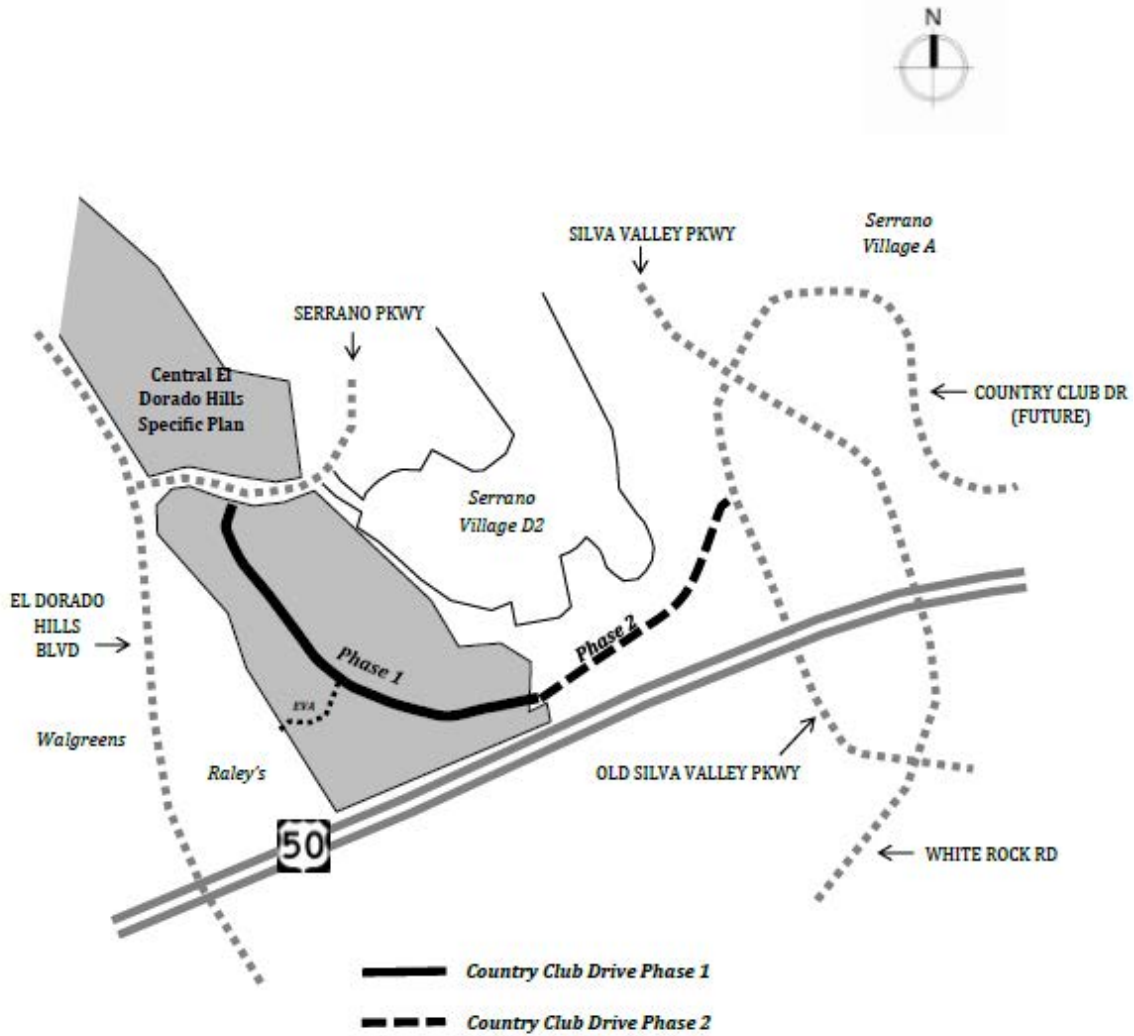 N
Serrano
Village A
SILVA VALLEY PKWY
SERRANO PKWY
Central El
Dorado Hills
Specific Plan
COUNTRY CLUB DR
(FUTURE)
Serrano
Village D2
EL DORADO
HILLS
BLVD
Phase 1
Phase 2
EVA
Walgreens
Raley's
OLD SILVA VALLEY PKWY
50
WHITE ROCK RD
Country Club Drive Phase 1
Country Club Drive Phase 2